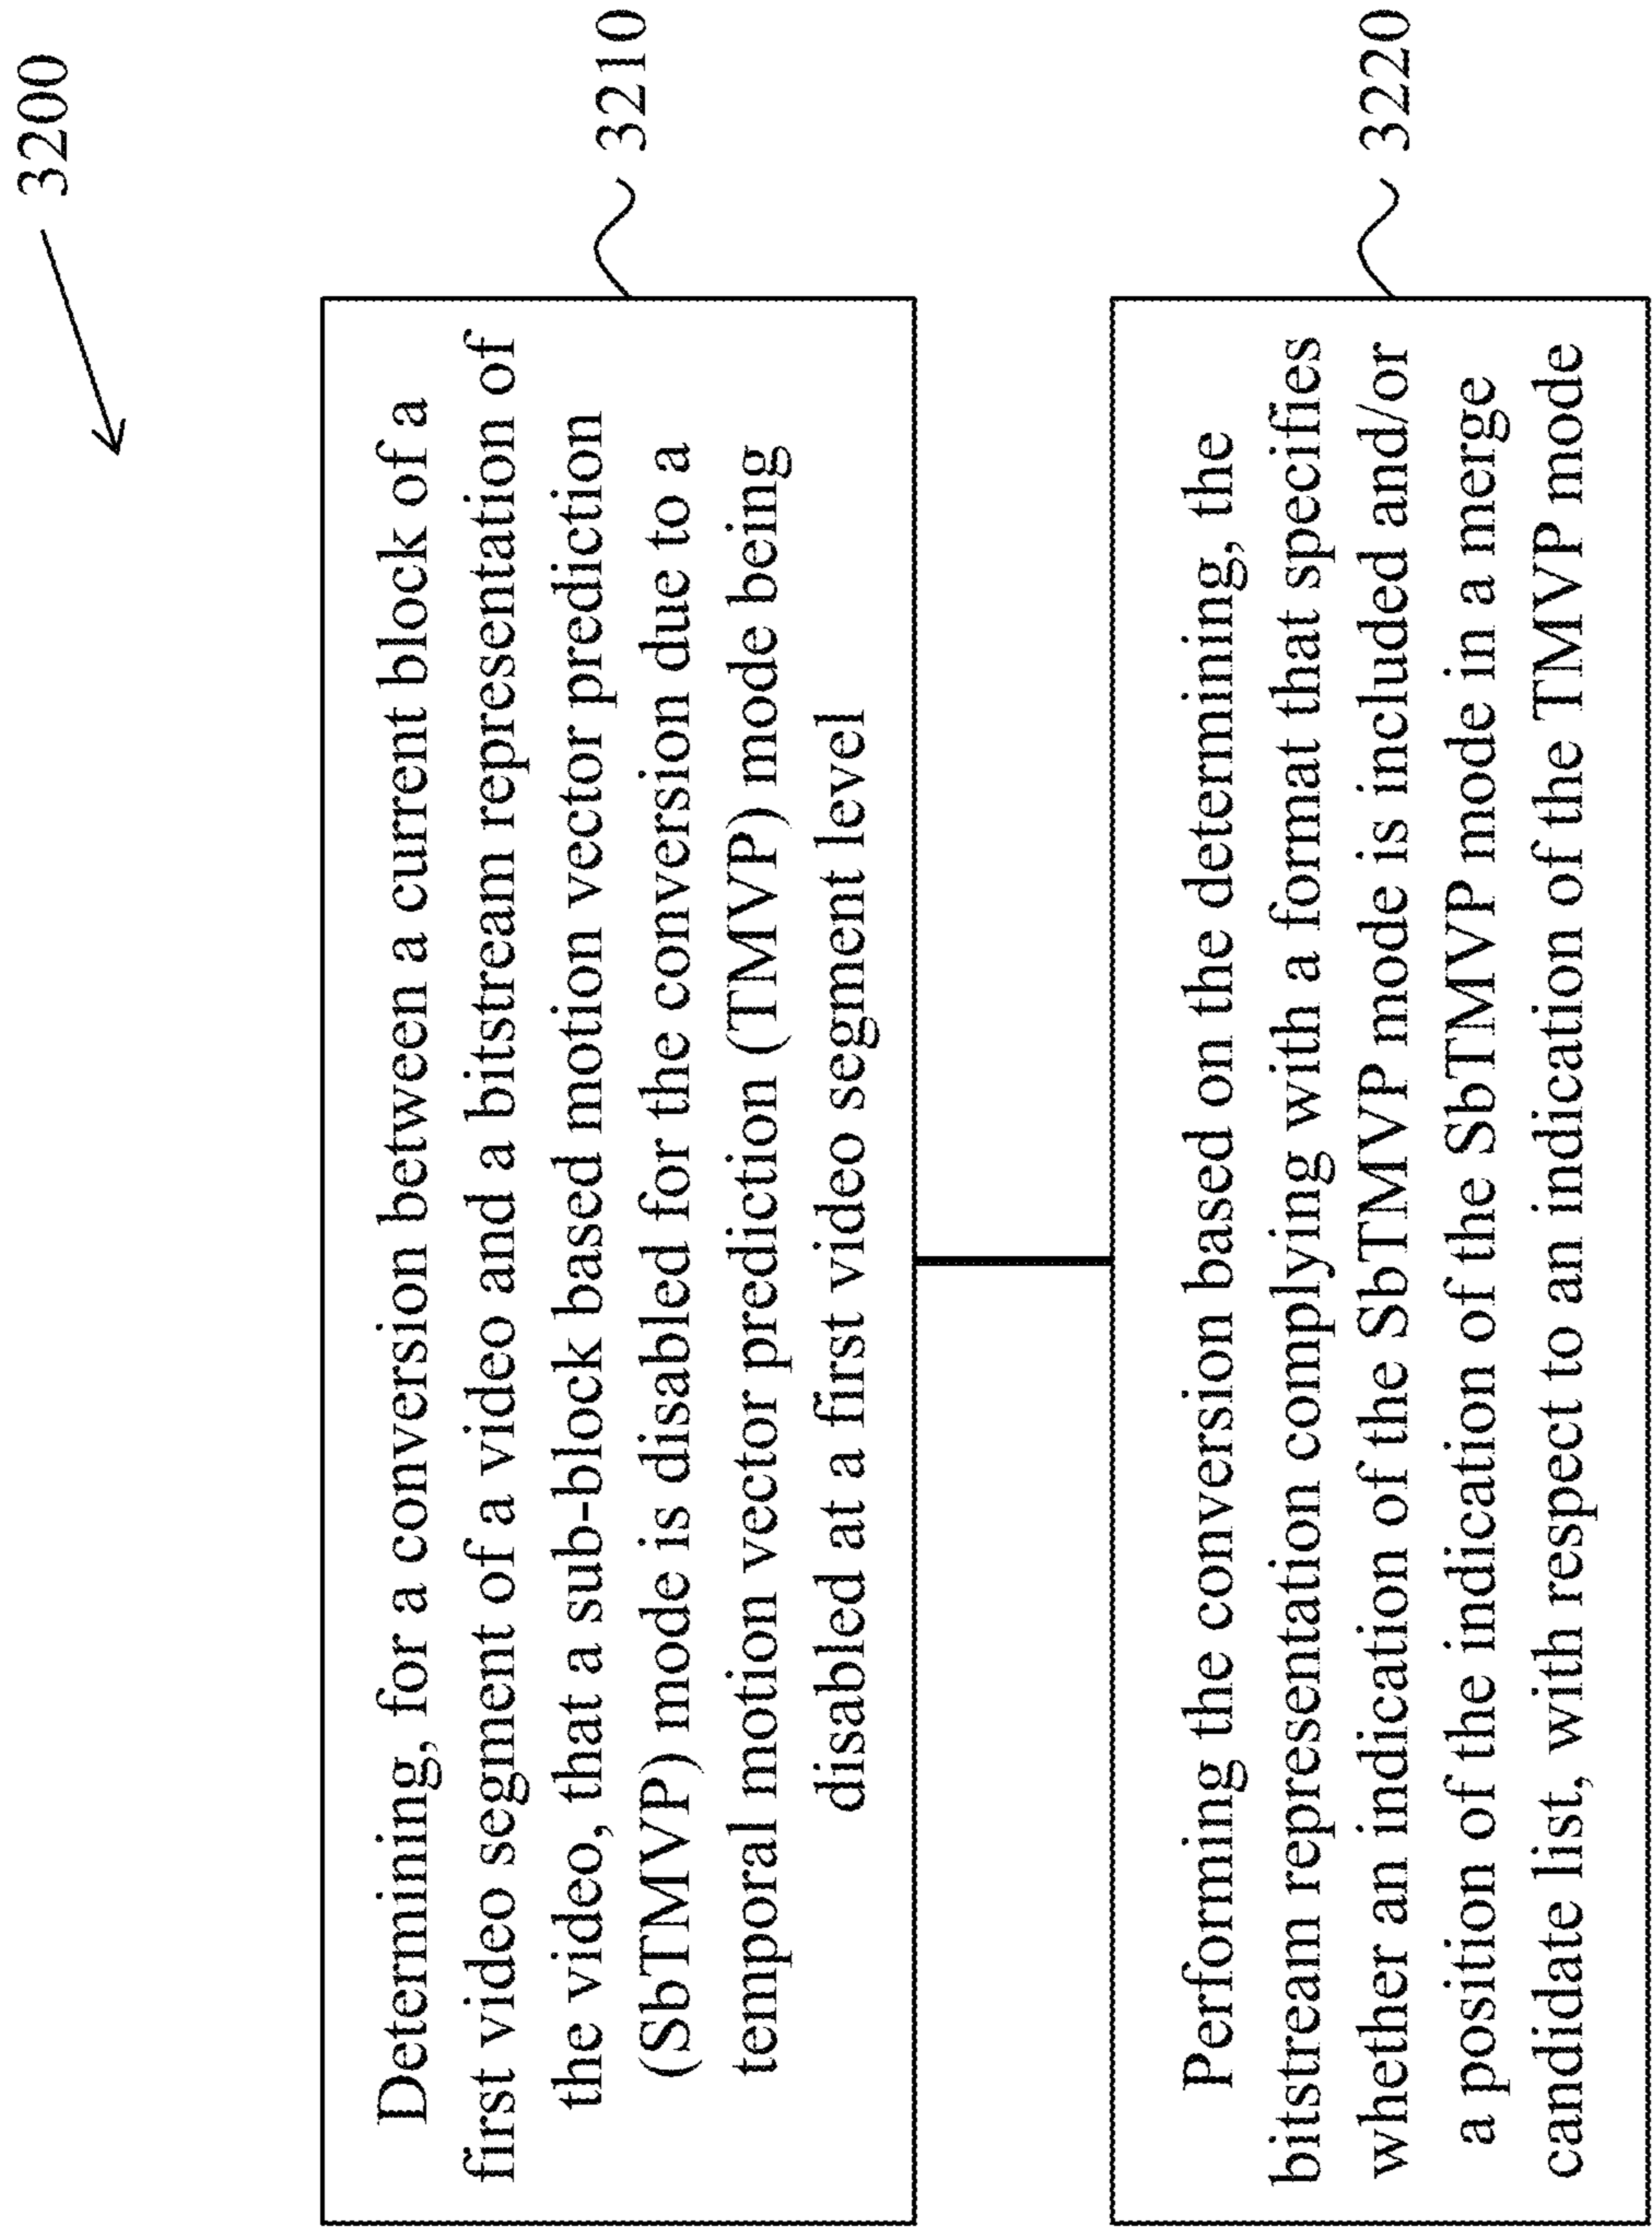 3200
Determining, for a conversion between a current block of a
first video segment of a video and a bitstream representation of
the video, that a sub-block based motion vector prediction
(SbTMVP) mode is disabled for the conversion due to a
temporal motion vector prediction (TMVP) mode being
disabled at a first video segment level
3210
Performing the conversion based on the determining, the
bitstream representation complying with a format that specifies
whether an indication of the SbTMVP mode is included and/or
a position of the indication of the SbTMVP mode in a merge
candidate list, with respect to an indication of the TMVP mode
3220